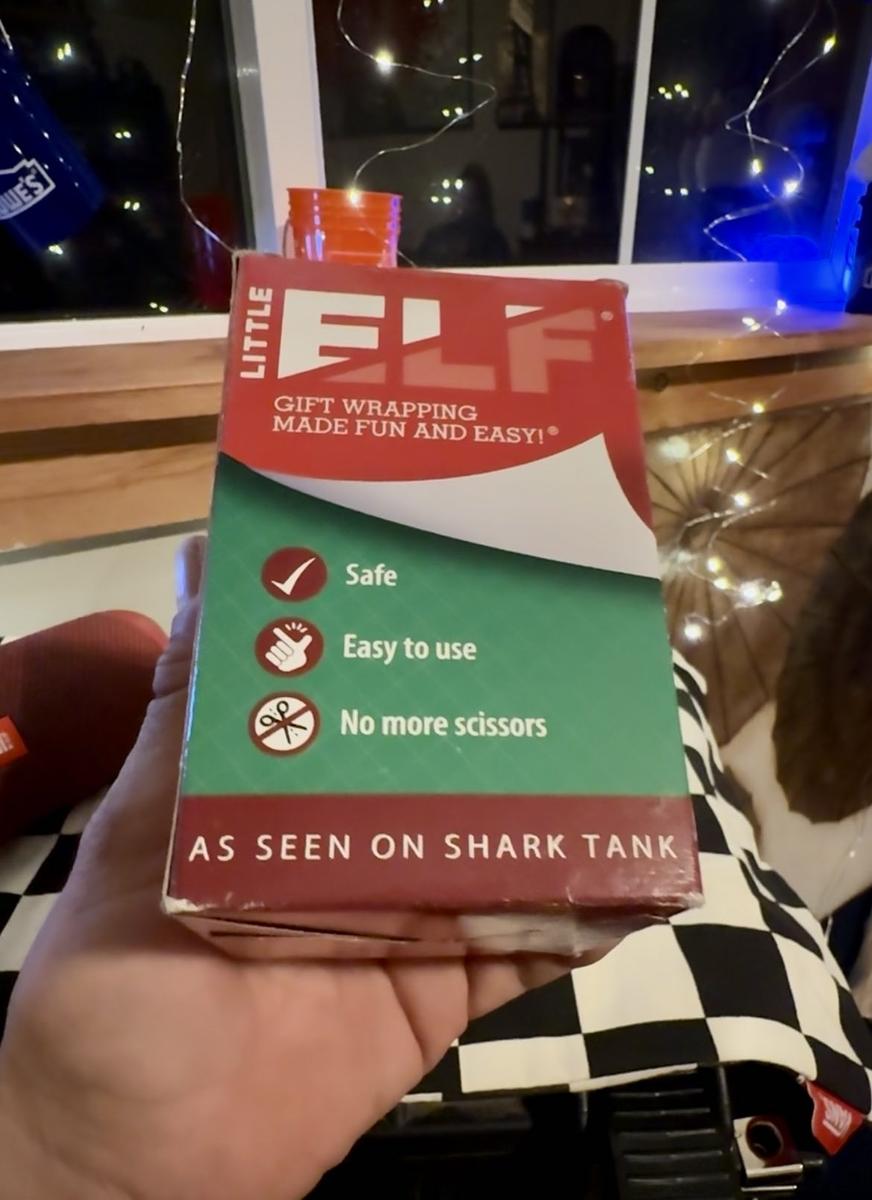 LITTLE
ELF®
GIFT WRAPPING
MADE FUN AND EASY!®
Safe
Easy to use
No more scissors
AS SEEN ON SHARK TANK